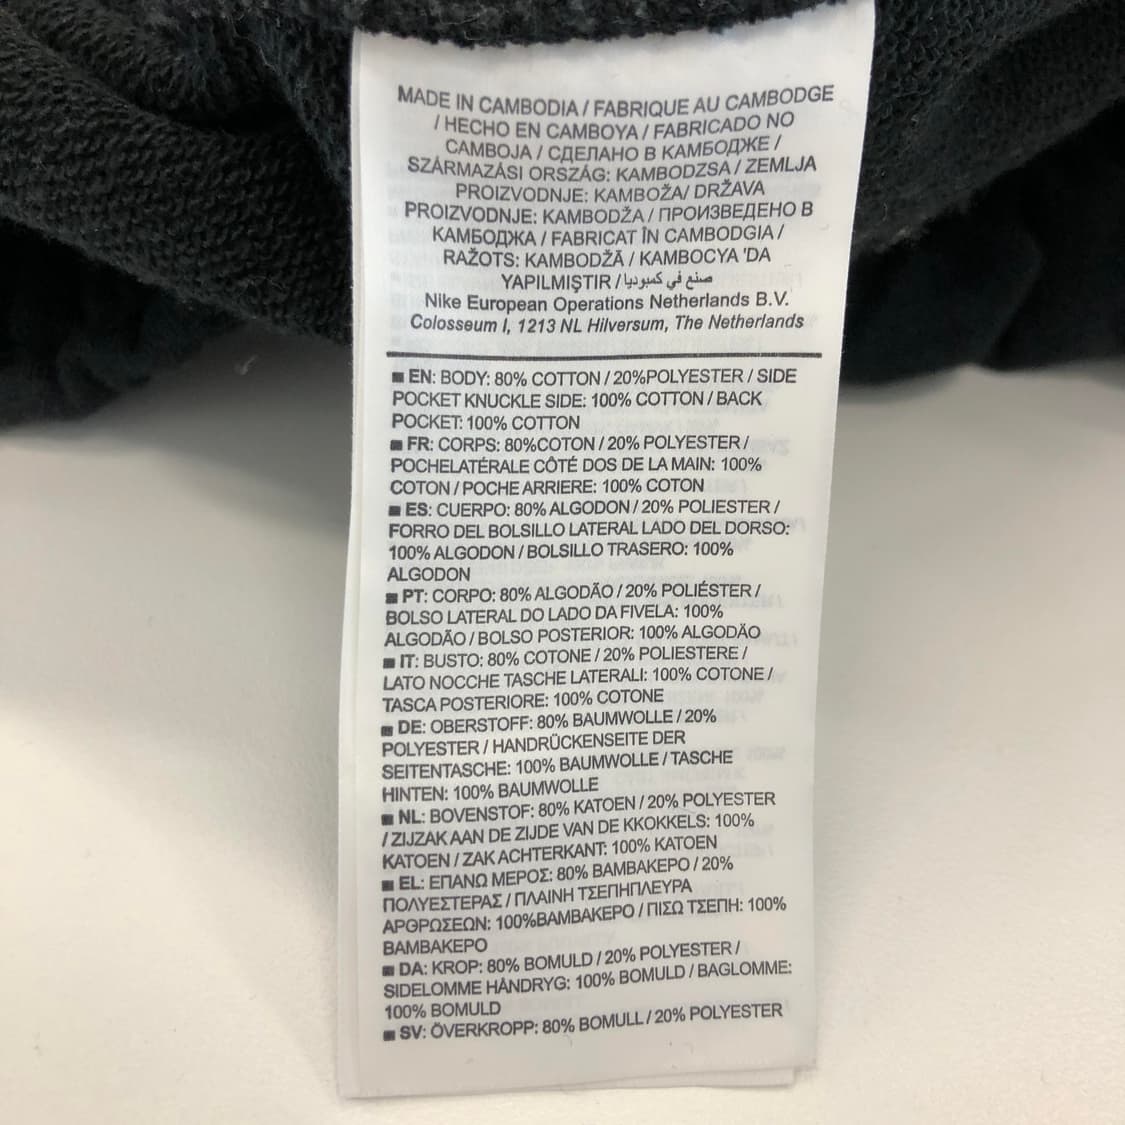 MADE IN CAMBODIA / FABRIQUE AU CAMBODGE
/ HECHO EN CAMBOYA / FABRICADO NO
CAMBOJA / СДЕЛАНО В КАМБОДЖЕ /
SZÁRMAZÁSI ORSZÁG: KAMBODZSA / ZEMLJA
PROIZVODNJE: KAMBOŽA/ DRŽAVA
PROIZVODNJE: KAMBODŽA / ПРОИЗВЕДЕНО В
КАМБОДЖА / FABRICAT ÎN CAMBODGIA /
RAŽOTS: KAMBODŽĀ / KAMBOCYA 'DA
YAPILMIŞTIR / صنع في كمبوديا
Nike European Operations Netherlands B.V.
Colosseum I, 1213 NL Hilversum, The Netherlands
■ EN: BODY: 80% COTTON / 20%POLYESTER / SIDE
POCKET KNUCKLE SIDE: 100% COTTON / BACK
POCKET: 100% COTTON
■ FR: CORPS: 80%COTON / 20% POLYESTER /
POCHELATÉRALE CÔTÉ DOS DE LA MAIN: 100%
COTON / POCHE ARRIERE: 100% COTON
■ ES: CUERPO: 80% ALGODON / 20% POLIESTER /
FORRO DEL BOLSILLO LATERAL LADO DEL DORSO:
100% ALGODON / BOLSILLO TRASERO: 100%
ALGODON
■ PT: CORPO: 80% ALGODÃO / 20% POLIÉSTER /
BOLSO LATERAL DO LADO DA FIVELA: 100%
ALGODÃO / BOLSO POSTERIOR: 100% ALGODÃO
■ IT: BUSTO: 80% COTONE / 20% POLIESTERE /
LATO NOCCHE TASCHE LATERALI: 100% COTONE /
TASCA POSTERIORE: 100% COTONE
■ DE: OBERSTOFF: 80% BAUMWOLLE / 20%
POLYESTER / HANDRÜCKENSEITE DER
SEITENTASCHE: 100% BAUMWOLLE / TASCHE
HINTEN: 100% BAUMWOLLE
■ NL: BOVENSTOF: 80% KATOEN / 20% POLYESTER
/ ZIJZAK AAN DE ZIJDE VAN DE KKOKKELS: 100%
KATOEN / ZAK ACHTERKANT: 100% KATOEN
■ EL: ΕΠΑΝΩ ΜΕΡΟΣ: 80% ΒΑΜΒΑΚΕΡΟ / 20%
ΠΟΛΥΕΣΤΕΡΑΣ / ΠΛΑΙΝΗ ΤΣΕΠΗΠΛΕΥΡΑ
ΑΡΘΡΩΣΕΩΝ: 100%ΒΑΜΒΑΚΕΡΟ / ΠΙΣΩ ΤΣΕΠΗ: 100%
ΒΑΜΒΑΚΕΡΟ
■ DA: KROP: 80% BOMULD / 20% POLYESTER /
SIDELOMME HÅNDRYG: 100% BOMULD / BAGLOMME:
100% BOMULD
■ SV: ÖVERKROPP: 80% BOMULL / 20% POLYESTER